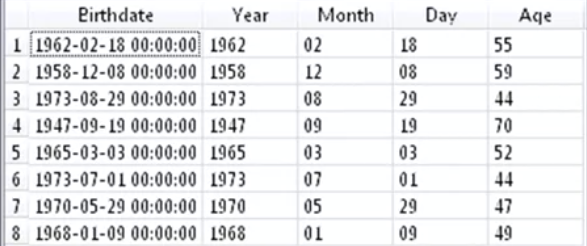 Birthdate Year Month Day Age
1 1962-02-18 00:00:00 1962 02 18 55
2 1958-12-08 00:00:00 1958 12 08 59
3 1973-08-29 00:00:00 1973 08 29 44
4 1947-09-19 00:00:00 1947 09 19 70
5 1965-03-03 00:00:00 1965 03 03 52
6 1973-07-01 00:00:00 1973 07 01 44
7 1970-05-29 00:00:00 1970 05 29 47
8 1968-01-09 00:00:00 1968 01 09 49